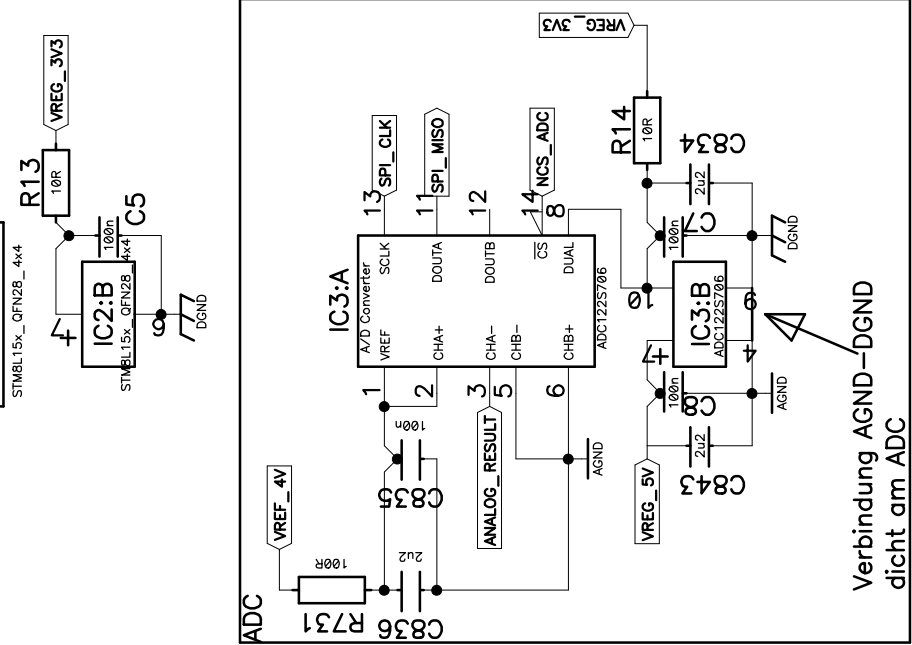 STM8L15x_QFN28_4x4
R13
10R
VREG_3V3
C5
100n
7
+
IC2:B
STM8L15x_QFN28_4x4
6
DGND
ADC
R731
100R
VREF_4V
C836
2u2
C835
100n
1
2
3
5
6
ANALOG_RESULT
AGND
IC3:A
A/D Converter
VREF
CHA+
CHA-
CHB-
CHB+
SCLK
DOUTA
DOUTB
CS
DUAL
ADC122S706
13
11
12
14
8
SPI_CLK
SPI_MISO
NCS_ADC
VREG_3V3
R14
10R
C834
2u2
C7
100n
10
IC3:B
ADC122S706
9
4
7
+
DGND
AGND
C8
100n
C843
2u2
VREG_5V
Verbindung AGND-DGND
dicht am ADC